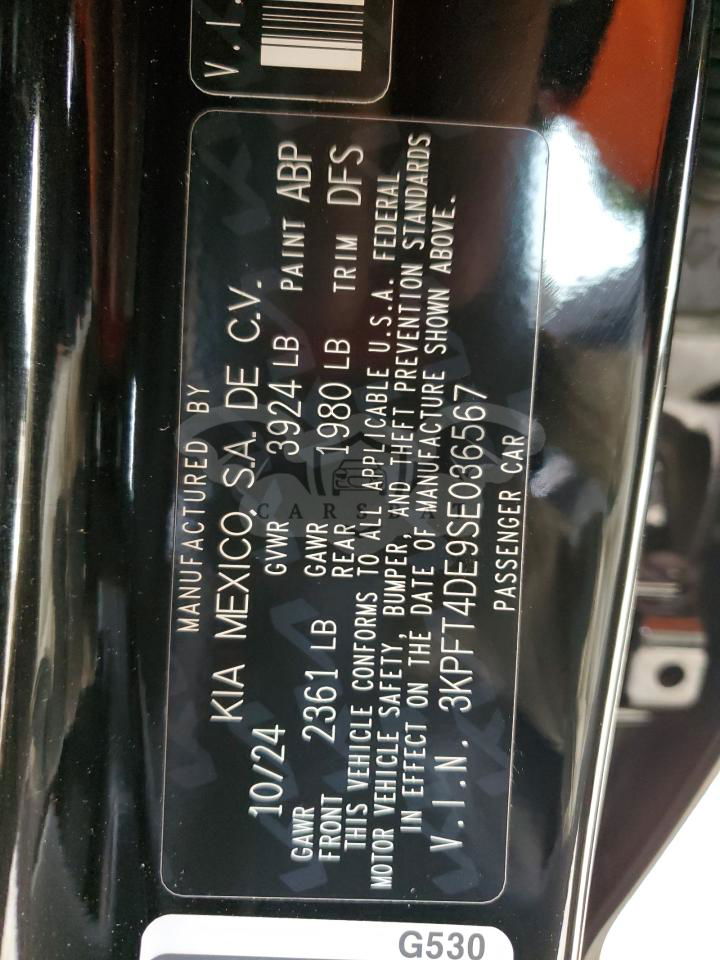 V.I.
MANUFACTURED BY
KIA MEXICO, S.A. DE C.V.
10/24 GVWR 3924 LB PAINT ABP
GAWR FRONT 2361 LB GAWR REAR 1980 LB TRIM DFS
THIS VEHICLE CONFORMS TO ALL APPLICABLE U.S.A. FEDERAL
MOTOR VEHICLE SAFETY, BUMPER, AND THEFT PREVENTION STANDARDS
IN EFFECT ON THE DATE OF MANUFACTURE SHOWN ABOVE.
V.I.N. 3KPFT4DE9SE036567
PASSENGER CAR
G530